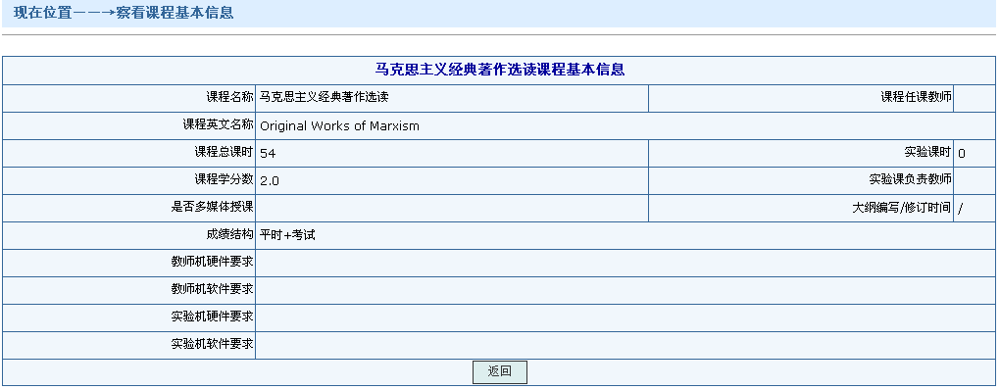 现在位置－－→察看课程基本信息
马克思主义经典著作选读课程基本信息
课程名称 马克思主义经典著作选读 课程任课教师
课程英文名称 Original Works of Marxism
课程总课时 54 实验课时 0
课程学分数 2.0 实验课负责教师
是否多媒体授课 大纲编写/修订时间 /
成绩结构 平时+考试
教师机硬件要求
教师机软件要求
实验机硬件要求
实验机软件要求
返回